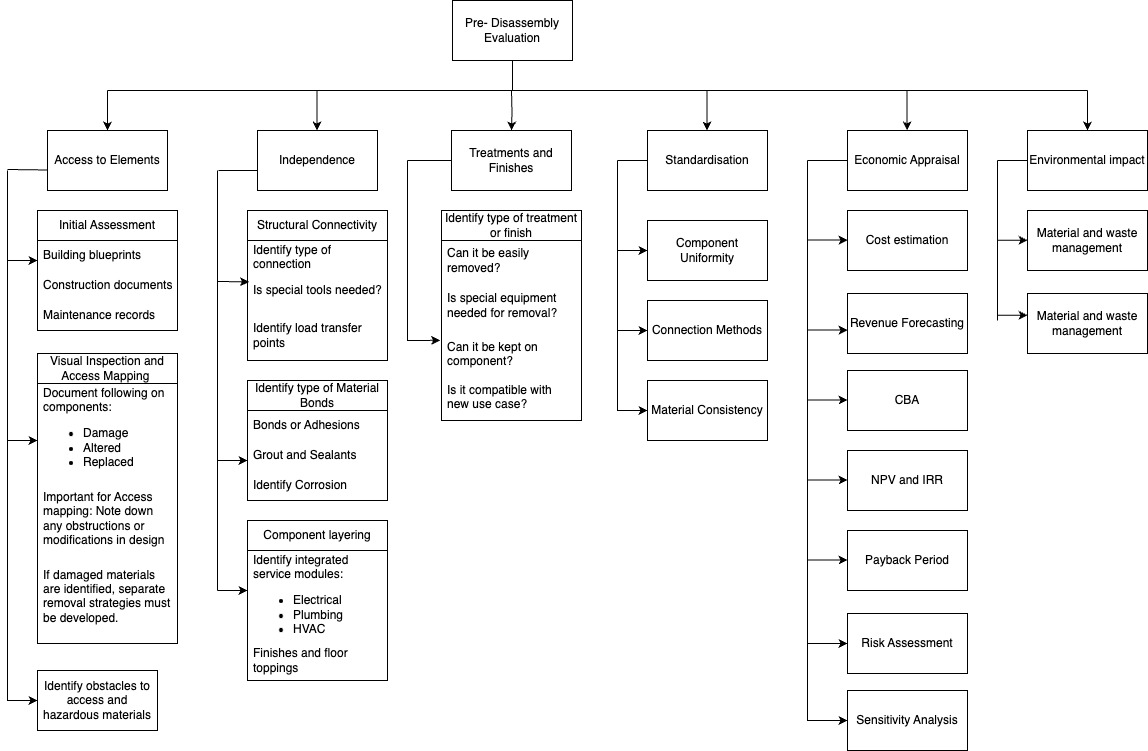 Pre- Disassembly
Evaluation
Access to Elements
Initial Assessment
Building blueprints
Construction documents
Maintenance records
Visual Inspection and
Access Mapping
Document following on
components:
• Damage
• Altered
• Replaced
Important for Access
mapping: Note down
any obstructions or
modifications in design
If damaged materials
are identified, separate
removal strategies must
be developed.
Identify obstacles to
access and
hazardous materials
Independence
Structural Connectivity
Identify type of
connection
Is special tools needed?
Identify load transfer
points
Identify type of Material
Bonds
Bonds or Adhesions
Grout and Sealants
Identify Corrosion
Component layering
Identify integrated
service modules:
• Electrical
• Plumbing
• HVAC
Finishes and floor
toppings
Treatments and
Finishes
Identify type of treatment
or finish
Can it be easily
removed?
Is special equipment
needed for removal?
Can it be kept on
component?
Is it compatible with
new use case?
Standardisation
Component
Uniformity
Connection Methods
Material Consistency
Economic Appraisal
Cost estimation
Revenue Forecasting
CBA
NPV and IRR
Payback Period
Risk Assessment
Sensitivity Analysis
Environmental impact
Material and waste
management
Material and waste
management